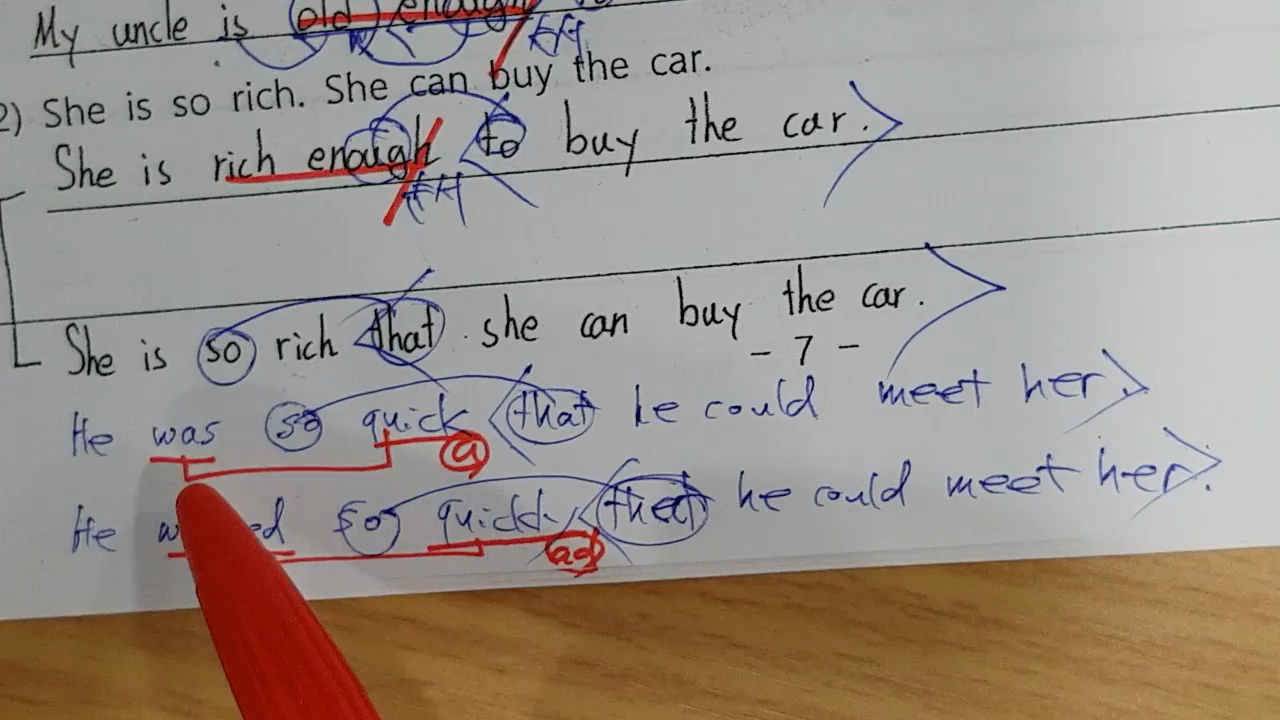 My uncle is old enough
2) She is so rich. She can buy the car.
She is rich enough to buy the car.
She is so rich that she can buy the car.
- 7 -
He was so quick that he could meet her.
a
He so quickly that he could meet her.
ad